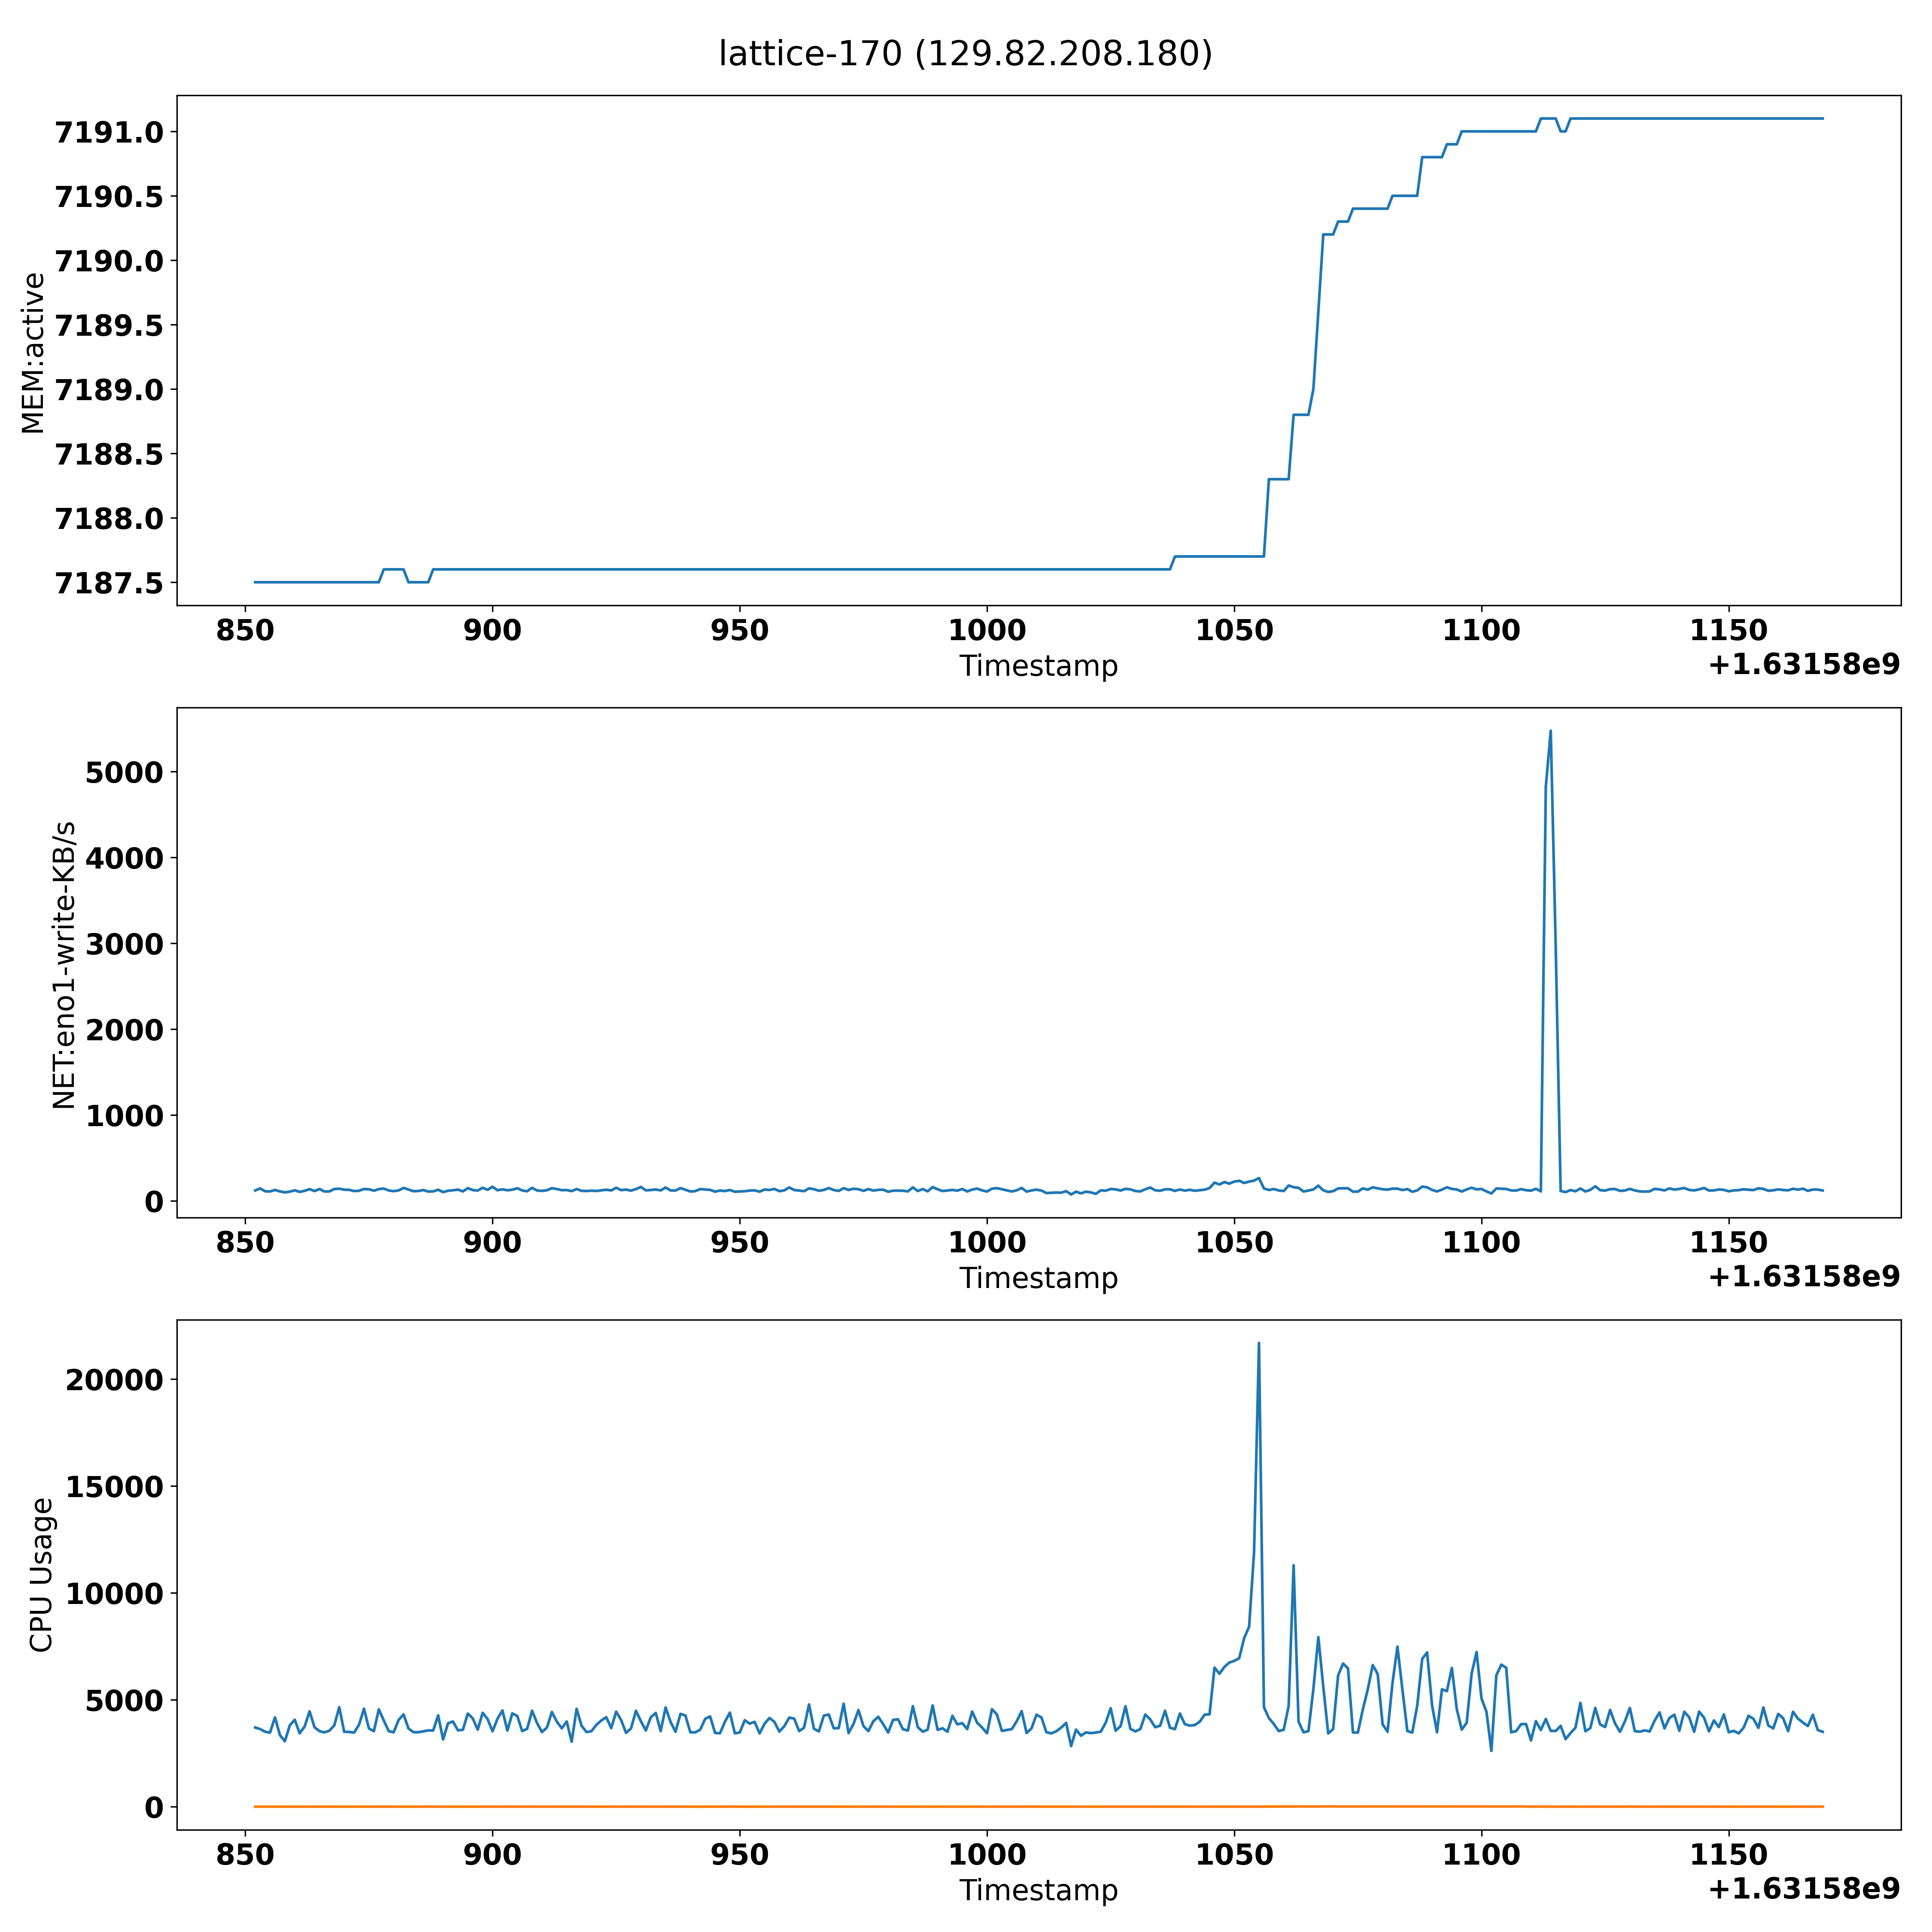 lattice-170 (129.82.208.180)
MEM:active
7191.0
7190.5
7190.0
7189.5
7189.0
7188.5
7188.0
7187.5
850 900 950 1000 1050 1100 1150
Timestamp
+1.63158e9
NET:eno1-write-KB/s
5000
4000
3000
2000
1000
0
850 900 950 1000 1050 1100 1150
Timestamp
+1.63158e9
CPU Usage
20000
15000
10000
5000
0
850 900 950 1000 1050 1100 1150
Timestamp
+1.63158e9